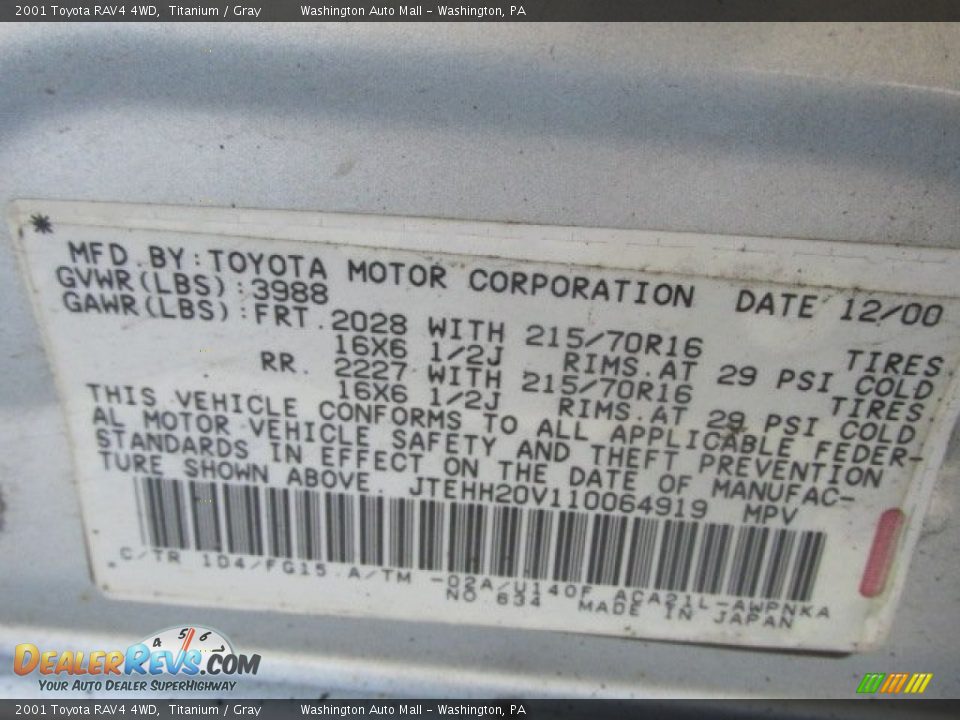 2001 Toyota RAV4 4WD, Titanium / Gray Washington Auto Mall - Washington, PA
*
MFD.BY:TOYOTA MOTOR CORPORATION DATE 12/00
GVWR(LBS):3988
GAWR(LBS):FRT.2028 WITH 215/70R16 TIRES.
16X6 1/2J RIMS.AT 29 PSI COLD
RR. 2227 WITH 215/70R16 TIRES.
16X6 1/2J RIMS.AT 29 PSI COLD
THIS VEHICLE CONFORMS TO ALL APPLICABLE FEDER-
AL MOTOR VEHICLE SAFETY AND THEFT PREVENTION
STANDARDS IN EFFECT ON THE DATE OF MANUFAC-
TURE SHOWN ABOVE. JTEHH20V110064919 MPV
C/TR 1D4/FG15.A/TM -02A/U140F ACA21L-AWPNKA
NO 634 MADE IN JAPAN
4 5 6
DEALERREVS.COM
YOUR AUTO DEALER SUPERHIGHWAY
2001 Toyota RAV4 4WD, Titanium / Gray Washington Auto Mall - Washington, PA